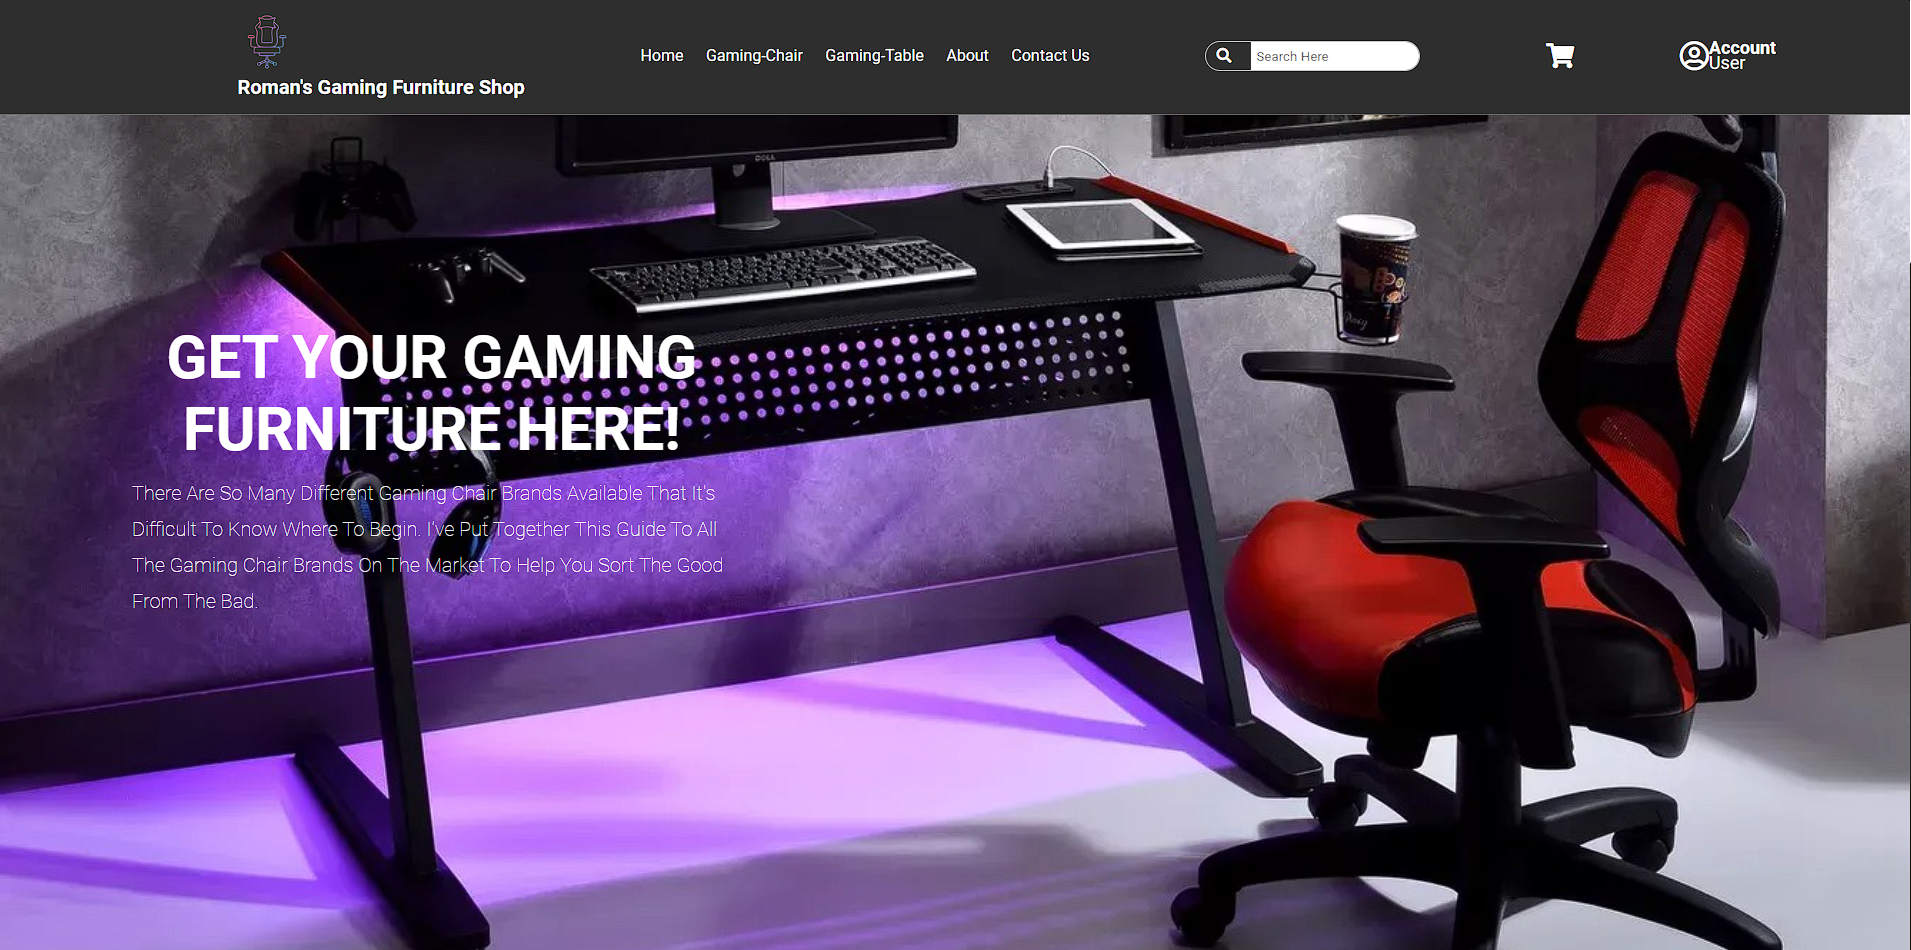 Roman's Gaming Furniture Shop
Home Gaming-Chair Gaming-Table About Contact Us
Search Here
Account
User
DELL
GET YOUR GAMING
FURNITURE HERE!
There Are So Many Different Gaming Chair Brands Available That It's
Difficult To Know Where To Begin. I've Put Together This Guide To All
The Gaming Chair Brands On The Market To Help You Sort The Good
From The Bad.